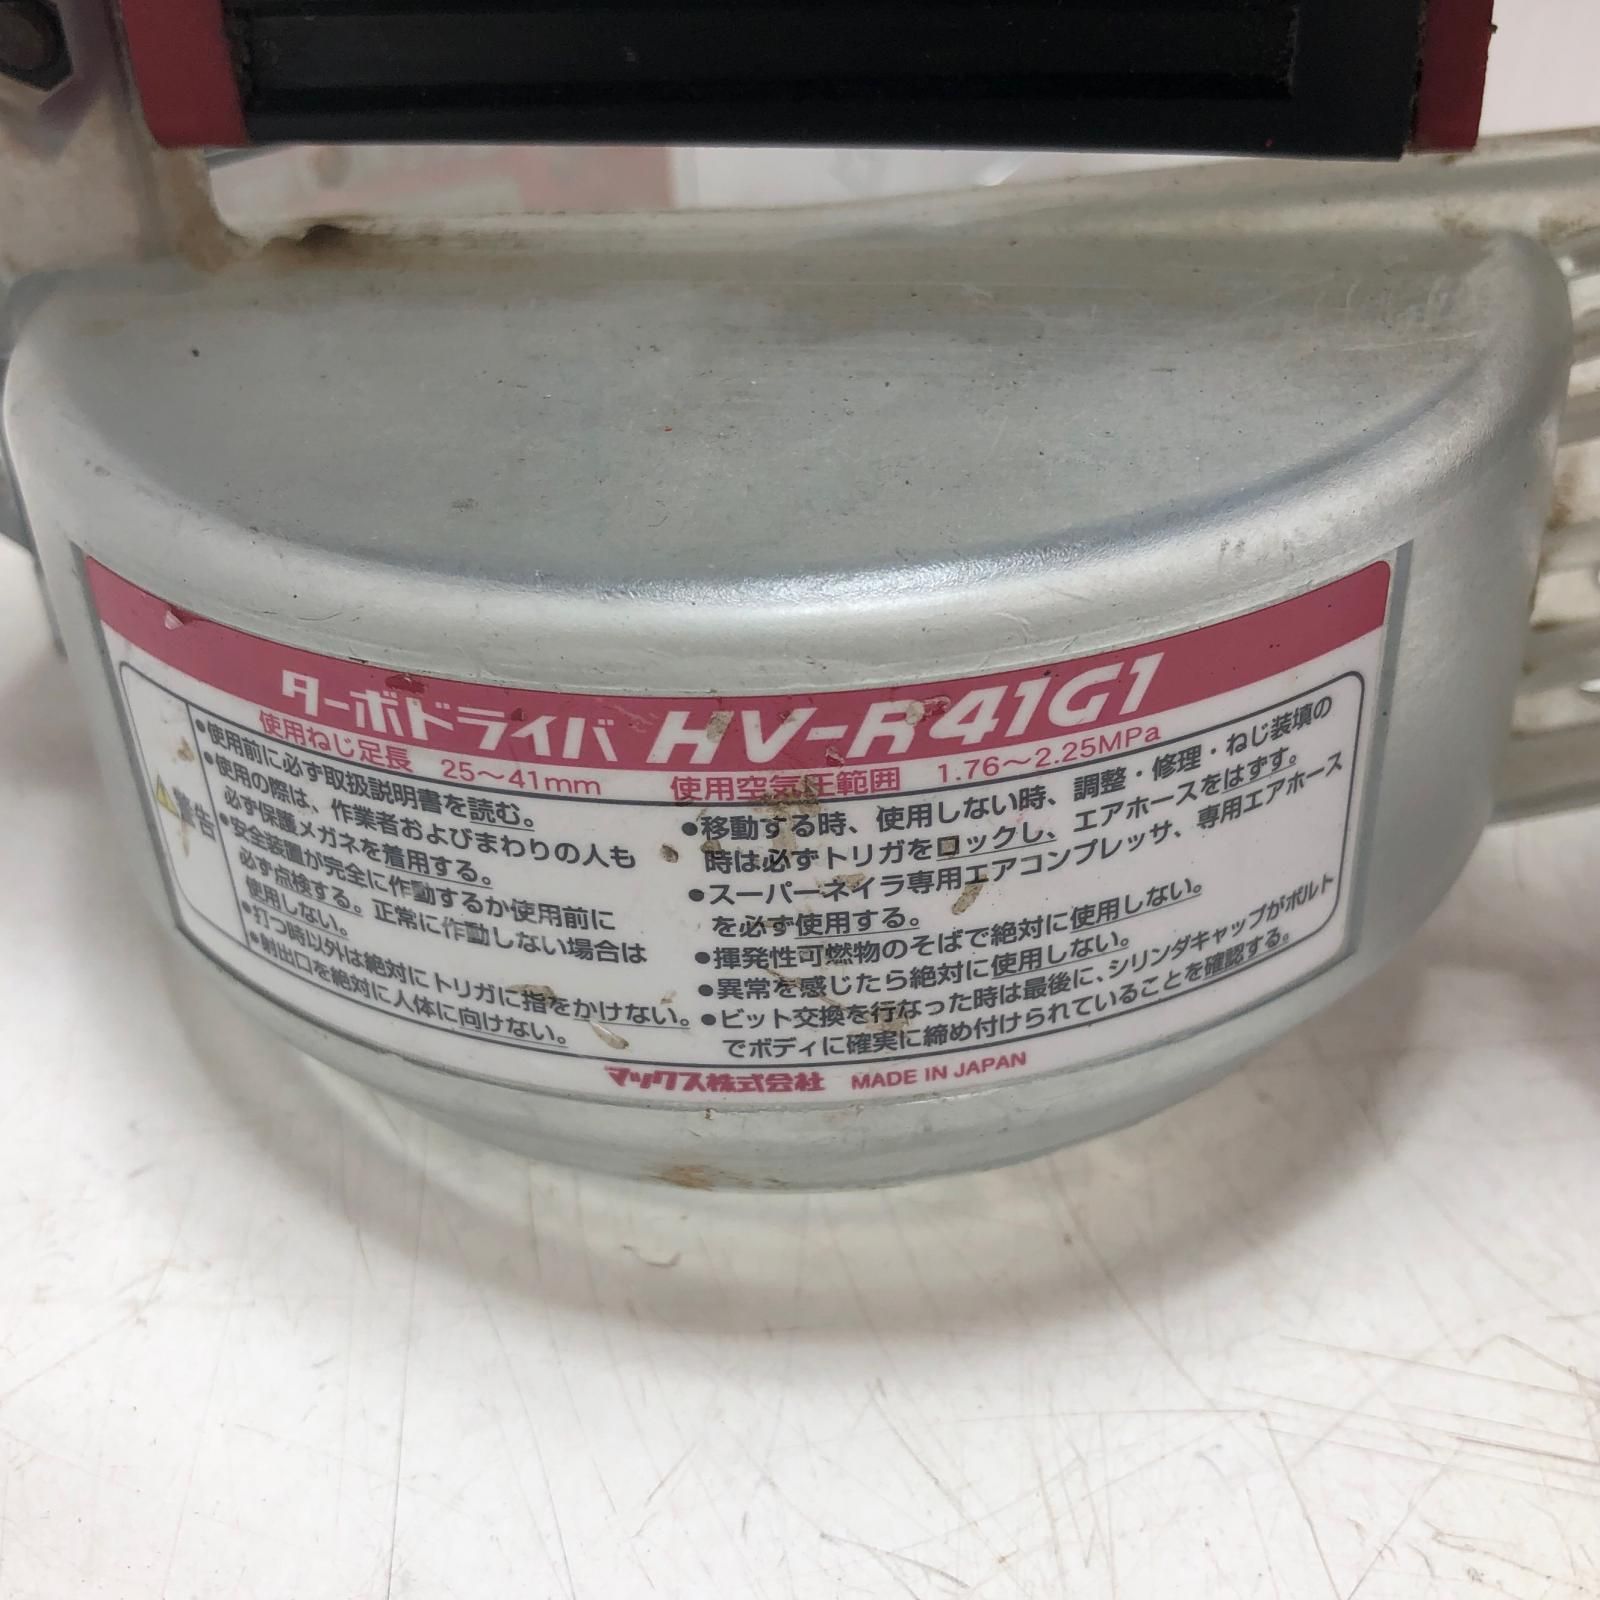 ターボドライバ HV-R41G1
使用ねじ足長 25～41mm 使用空気圧範囲 1.76～2.25MPa
警告
●使用前に必ず取扱説明書を読む。
●使用の際は、作業者およびまわりの人も
必ず保護メガネを着用する。
●安全装置が完全に作動するか使用前に
必ず点検する。正常に作動しない場合は
使用しない。
●打つ時以外は絶対にトリガに指をかけない。
●射出口を絶対に人体に向けない。
●移動する時、使用しない時、調整・修理・ねじ装填の
時は必ずトリガをロックし、エアホースをはずす。
●スーパーネイラ専用エアコンプレッサ、専用エアホース
を必ず使用する。
●揮発性可燃物のそばで絶対に使用しない。
●異常を感じたら絶対に使用しない。
●ビット交換を行なった時は最後に、シリンダキャップがボルト
でボディに確実に締め付けられていることを確認する。
マックス株式会社 MADE IN JAPAN